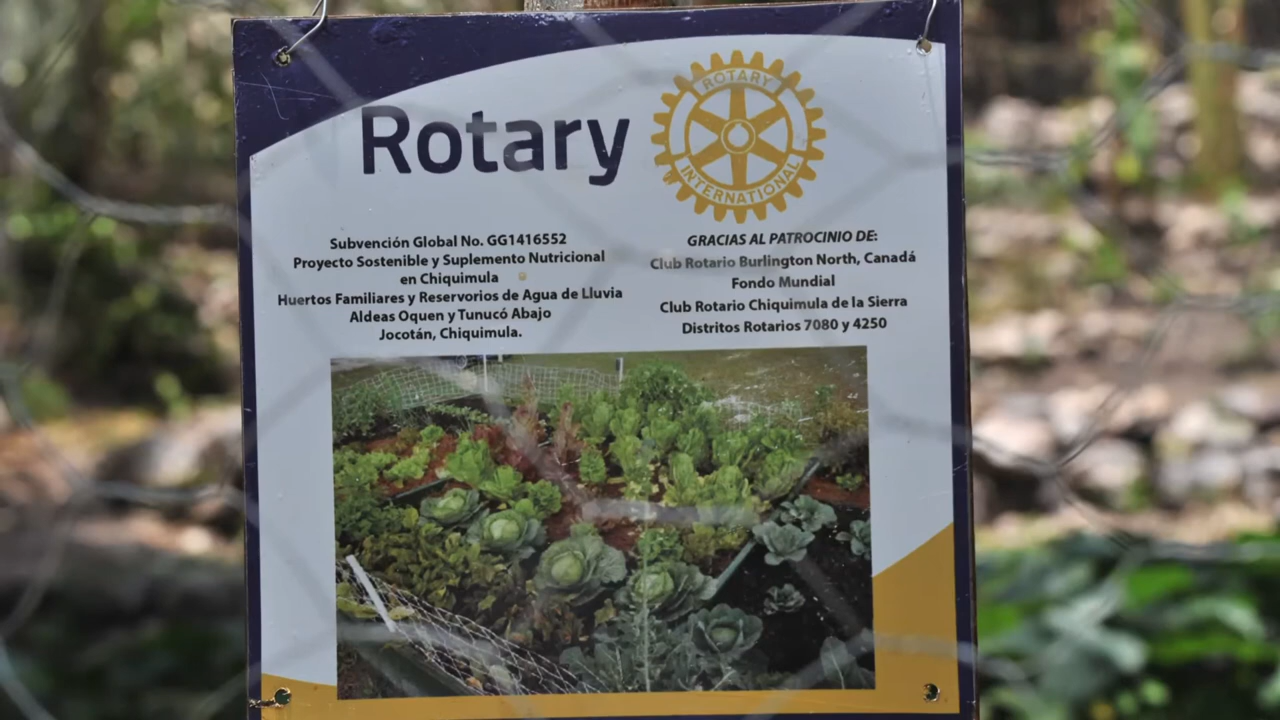 Rotary
ROTARY
INTERNATIONAL
Subvención Global No. GG1416552
Proyecto Sostenible y Suplemento Nutricional
en Chiquimula
Huertos Familiares y Reservorios de Agua de Lluvia
Aldeas Oquen y Tunucó Abajo
Jocotán, Chiquimula.
GRACIAS AL PATROCINIO DE:
Club Rotario Burlington North, Canadá
Fondo Mundial
Club Rotario Chiquimula de la Sierra
Distritos Rotarios 7080 y 4250